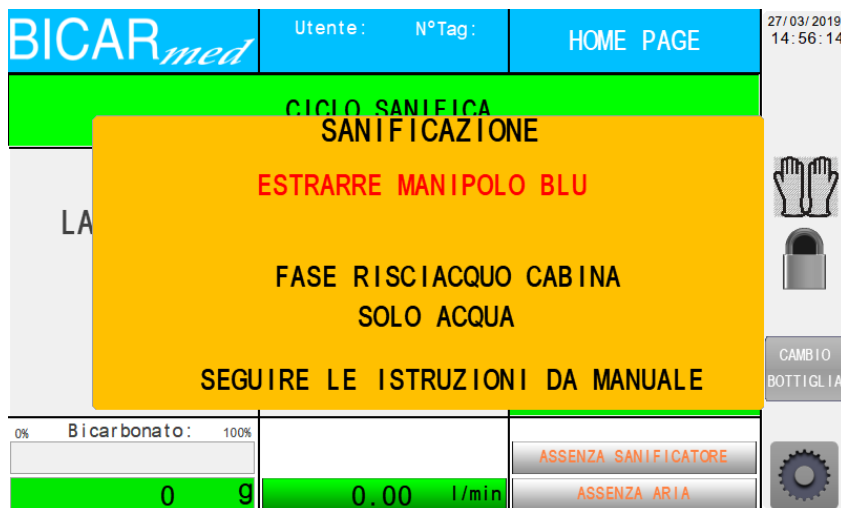 BICARmed
Utente: N°Tag:
HOME PAGE
27/03/2019
14:56:14
CICLO SANIFICA
SANIFICAZIONE
ESTRARRE MANIPOLO BLU
LA
FASE RISCIACQUO CABINA
SOLO ACQUA
SEGUIRE LE ISTRUZIONI DA MANUALE
CAMBIO
BOTTIGLIA
0% Bicarbonato: 100%
0 g
0.00 l/min
ASSENZA SANIFICATORE
ASSENZA ARIA